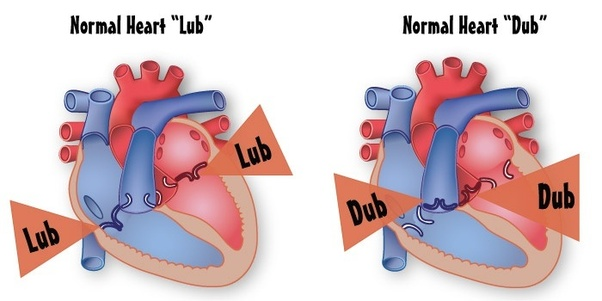 Normal Heart “Lub”
Normal Heart “Dub”
Lub
Lub
Dub
Dub